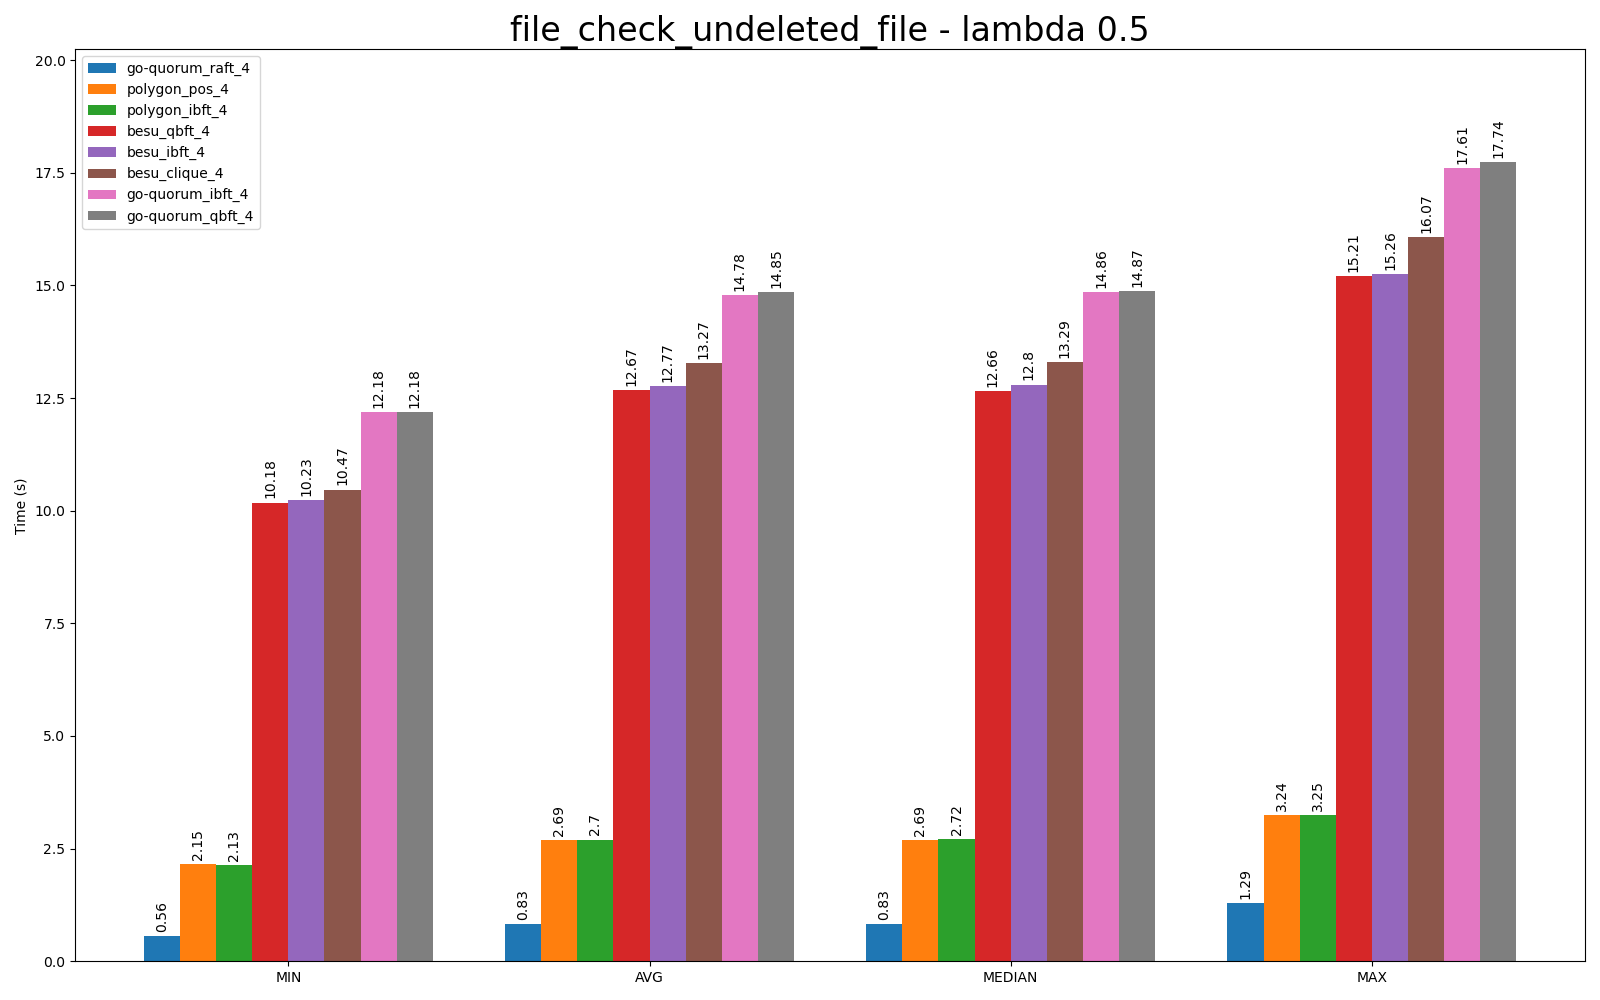 file_check_undeleted_file - lambda 0.5
20.0
17.5
15.0
12.5
10.0
7.5
5.0
2.5
0.0
Time (s)
go-quorum_raft_4
polygon_pos_4
polygon_ibft_4
besu_qbft_4
besu_ibft_4
besu_clique_4
go-quorum_ibft_4
go-quorum_qbft_4
0.56
2.15
2.13
10.18
10.23
10.47
12.18
12.18
0.83
2.69
2.7
12.67
12.77
13.27
14.78
14.85
0.83
2.69
2.72
12.66
12.8
13.29
14.86
14.87
1.29
3.24
3.25
15.21
15.26
16.07
17.61
17.74
MIN
AVG
MEDIAN
MAX